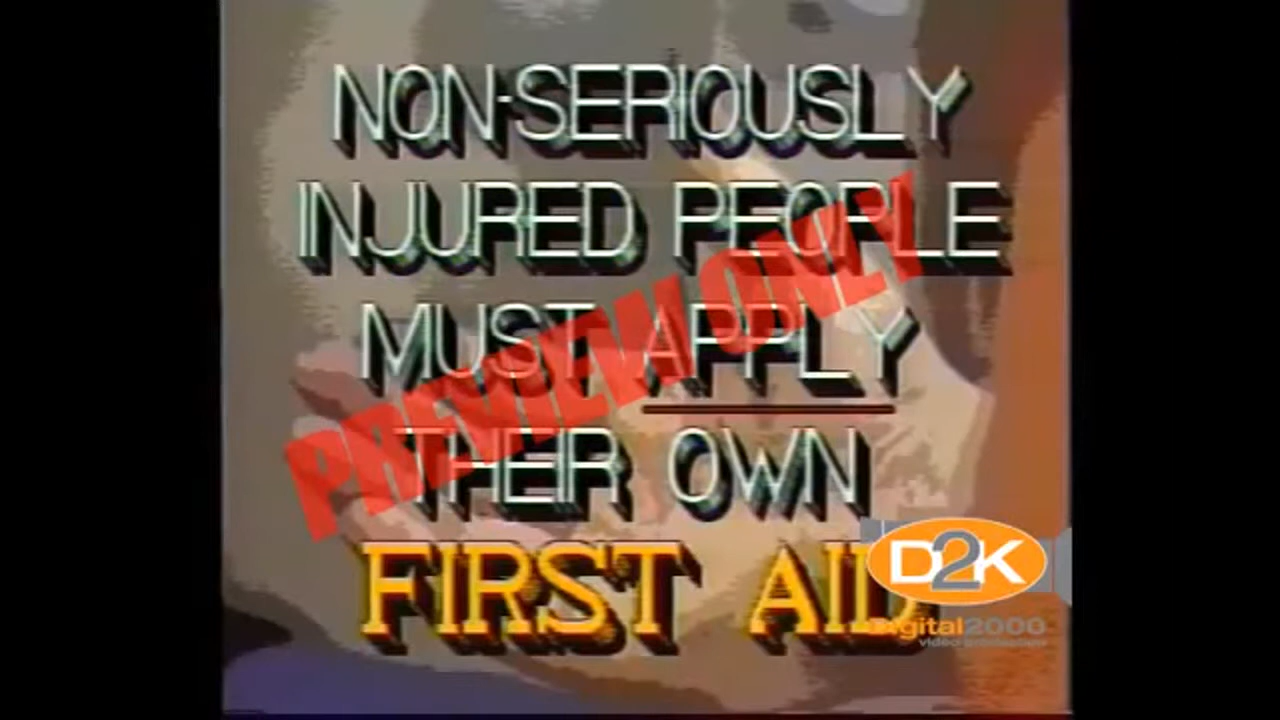 NON-SERIOUSLY
INJURED PEOPLE
MUST APPLY
THEIR OWN
FIRST AID
PREVIEW ONLY
D2K
Digital2000